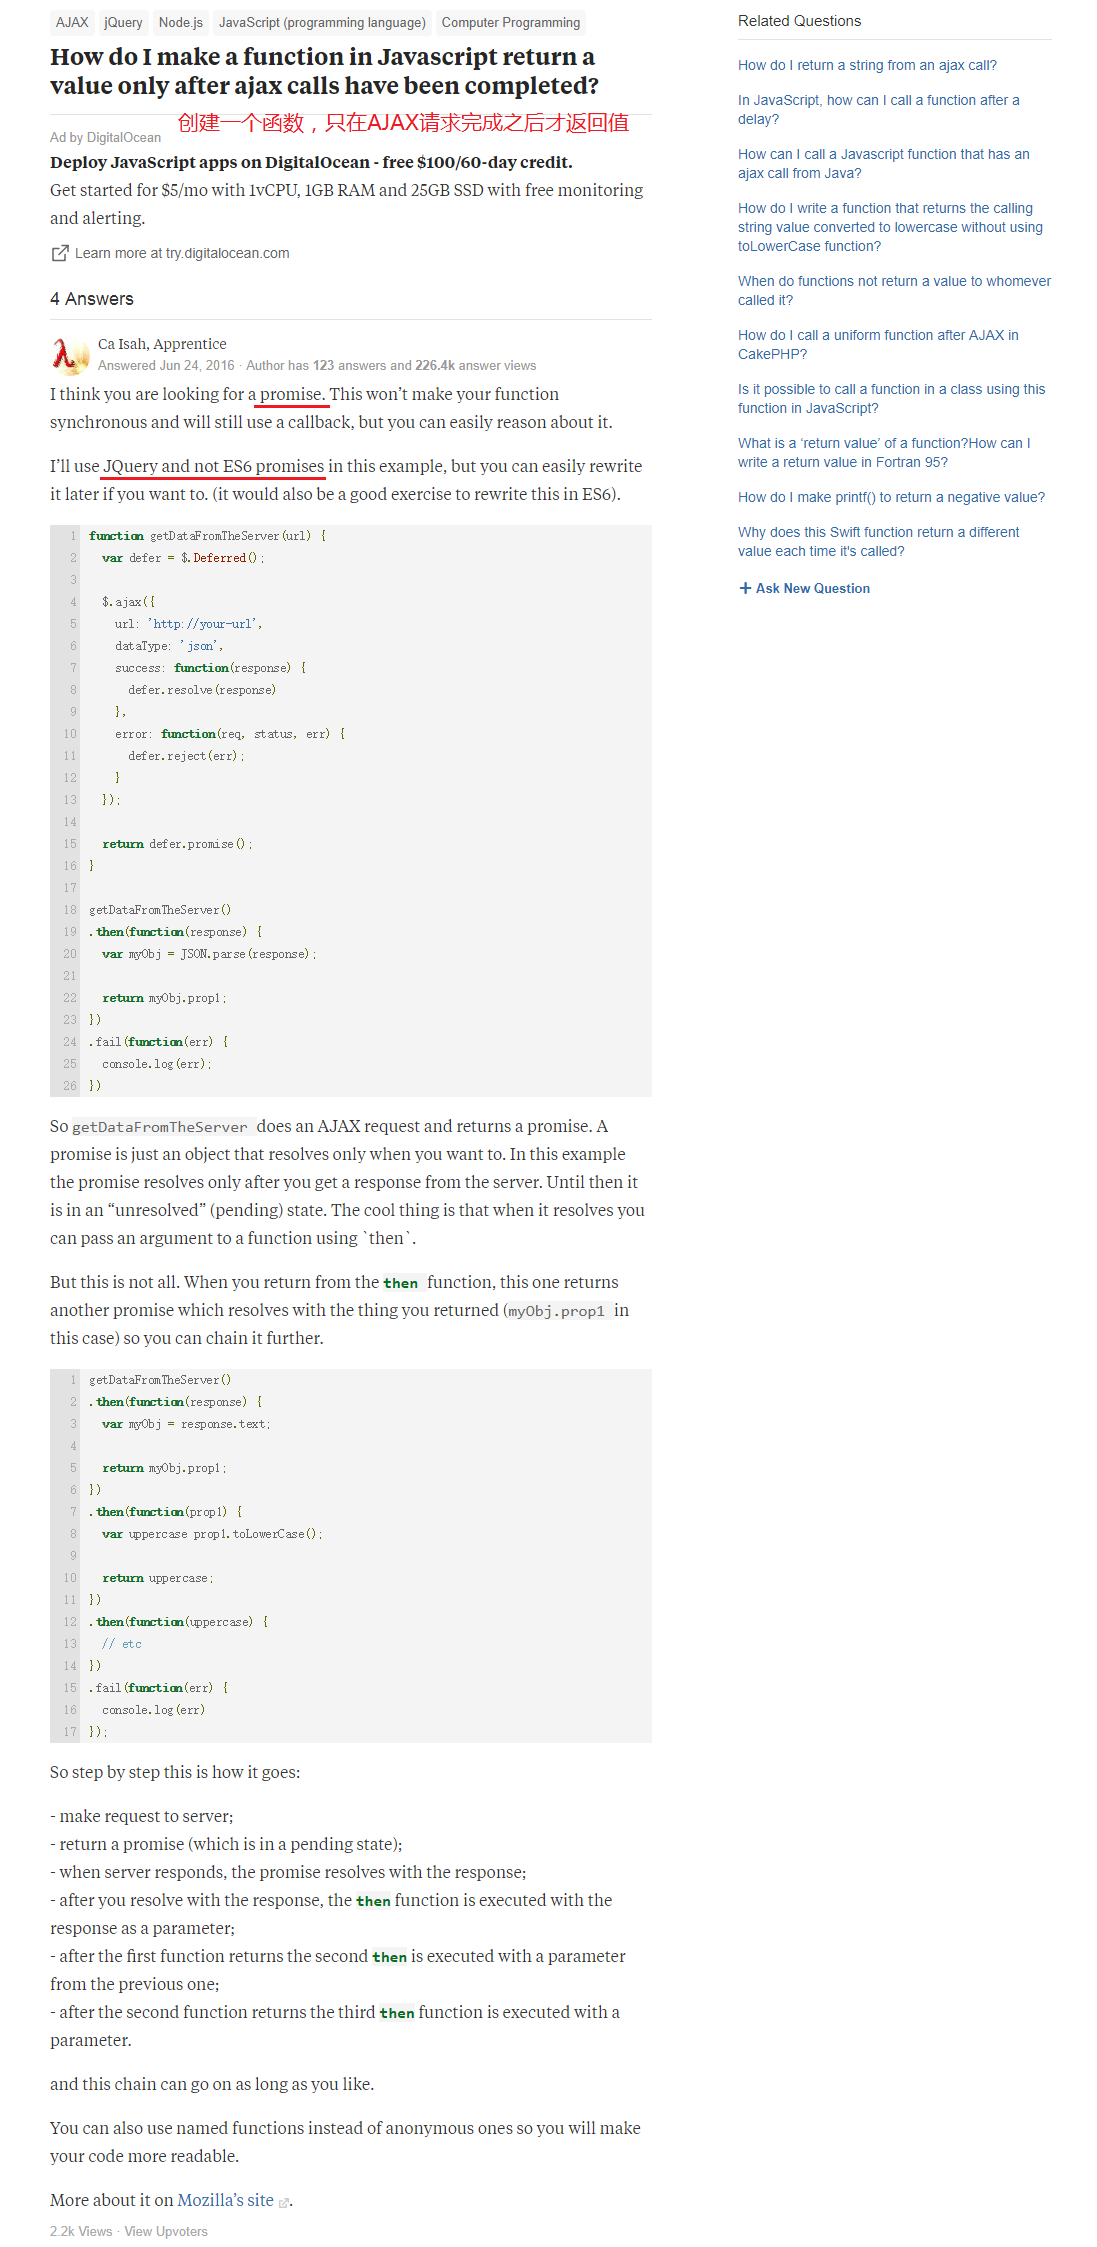 AJAX jQuery Node.js JavaScript (programming language) Computer Programming
How do I make a function in Javascript return a
value only after ajax calls have been completed?
创建一个函数，只在AJAX请求完成之后才返回值
Ad by DigitalOcean
Deploy JavaScript apps on DigitalOcean - free $100/60-day credit.
Get started for $5/mo with 1vCPU, 1GB RAM and 25GB SSD with free monitoring
and alerting.
Learn more at try.digitalocean.com
4 Answers
Ca Isah, Apprentice
Answered Jun 24, 2016 · Author has 123 answers and 226.4k answer views
I think you are looking for a promise. This won’t make your function
synchronous and will still use a callback, but you can easily reason about it.
I’ll use JQuery and not ES6 promises in this example, but you can easily rewrite
it later if you want to. (it would also be a good exercise to rewrite this in ES6).
1 function getDataFromTheServer(url) {
2 var defer = $.Deferred();
3
4 $.ajax({
5 url: 'http://your-url',
6 dataType: 'json',
7 success: function(response) {
8 defer.resolve(response)
9 },
10 error: function(req, status, err) {
11 defer.reject(err);
12 }
13 });
14
15 return defer.promise();
16 }
17
18 getDataFromTheServer()
19 .then(function(response) {
20 var myObj = JSON.parse(response);
21
22 return myObj.prop1;
23 })
24 .fail(function(err) {
25 console.log(err);
26 })
So getDataFromTheServer does an AJAX request and returns a promise. A
promise is just an object that resolves only when you want to. In this example
the promise resolves only after you get a response from the server. Until then it
is in an “unresolved” (pending) state. The cool thing is that when it resolves you
can pass an argument to a function using `then`.
But this is not all. When you return from the then function, this one returns
another promise which resolves with the thing you returned (myObj.prop1 in
this case) so you can chain it further.
1 getDataFromTheServer()
2 .then(function(response) {
3 var myObj = response.text;
4
5 return myObj.prop1;
6 })
7 .then(function(prop1) {
8 var uppercase prop1.toLowerCase();
9
10 return uppercase;
11 })
12 .then(function(uppercase) {
13 // etc
14 })
15 .fail(function(err) {
16 console.log(err)
17 });
So step by step this is how it goes:
- make request to server;
- return a promise (which is in a pending state);
- when server responds, the promise resolves with the response;
- after you resolve with the response, the then function is executed with the
response as a parameter;
- after the first function returns the second then is executed with a parameter
from the previous one;
- after the second function returns the third then function is executed with a
parameter.
and this chain can go on as long as you like.
You can also use named functions instead of anonymous ones so you will make
your code more readable.
More about it on Mozilla’s site.
2.2k Views · View Upvoters
Related Questions
How do I return a string from an ajax call?
In JavaScript, how can I call a function after a
delay?
How can I call a Javascript function that has an
ajax call from Java?
How do I write a function that returns the calling
string value converted to lowercase without using
toLowerCase function?
When do functions not return a value to whomever
called it?
How do I call a uniform function after AJAX in
CakePHP?
Is it possible to call a function in a class using this
function in JavaScript?
What is a ‘return value’ of a function?How can I
write a return value in Fortran 95?
How do I make printf() to return a negative value?
Why does this Swift function return a different
value each time it's called?
+ Ask New Question